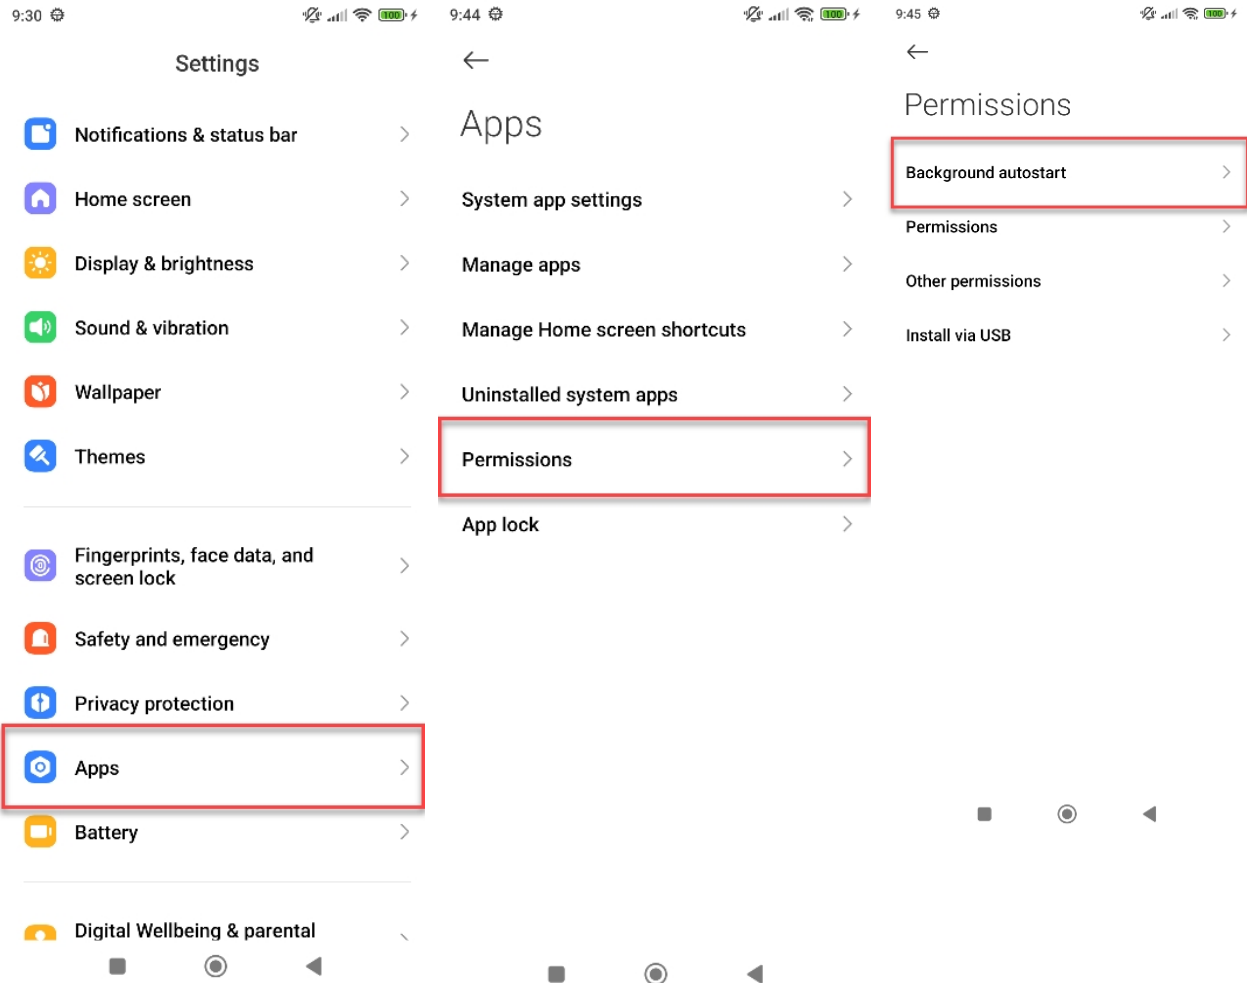 9:30
100
Settings
Notifications & status bar
Home screen
Display & brightness
Sound & vibration
Wallpaper
Themes
Fingerprints, face data, and
screen lock
Safety and emergency
Privacy protection
Apps
Battery
Digital Wellbeing & parental
9:44
100
Apps
System app settings
Manage apps
Manage Home screen shortcuts
Uninstalled system apps
Permissions
App lock
9:45
100
Permissions
Background autostart
Permissions
Other permissions
Install via USB